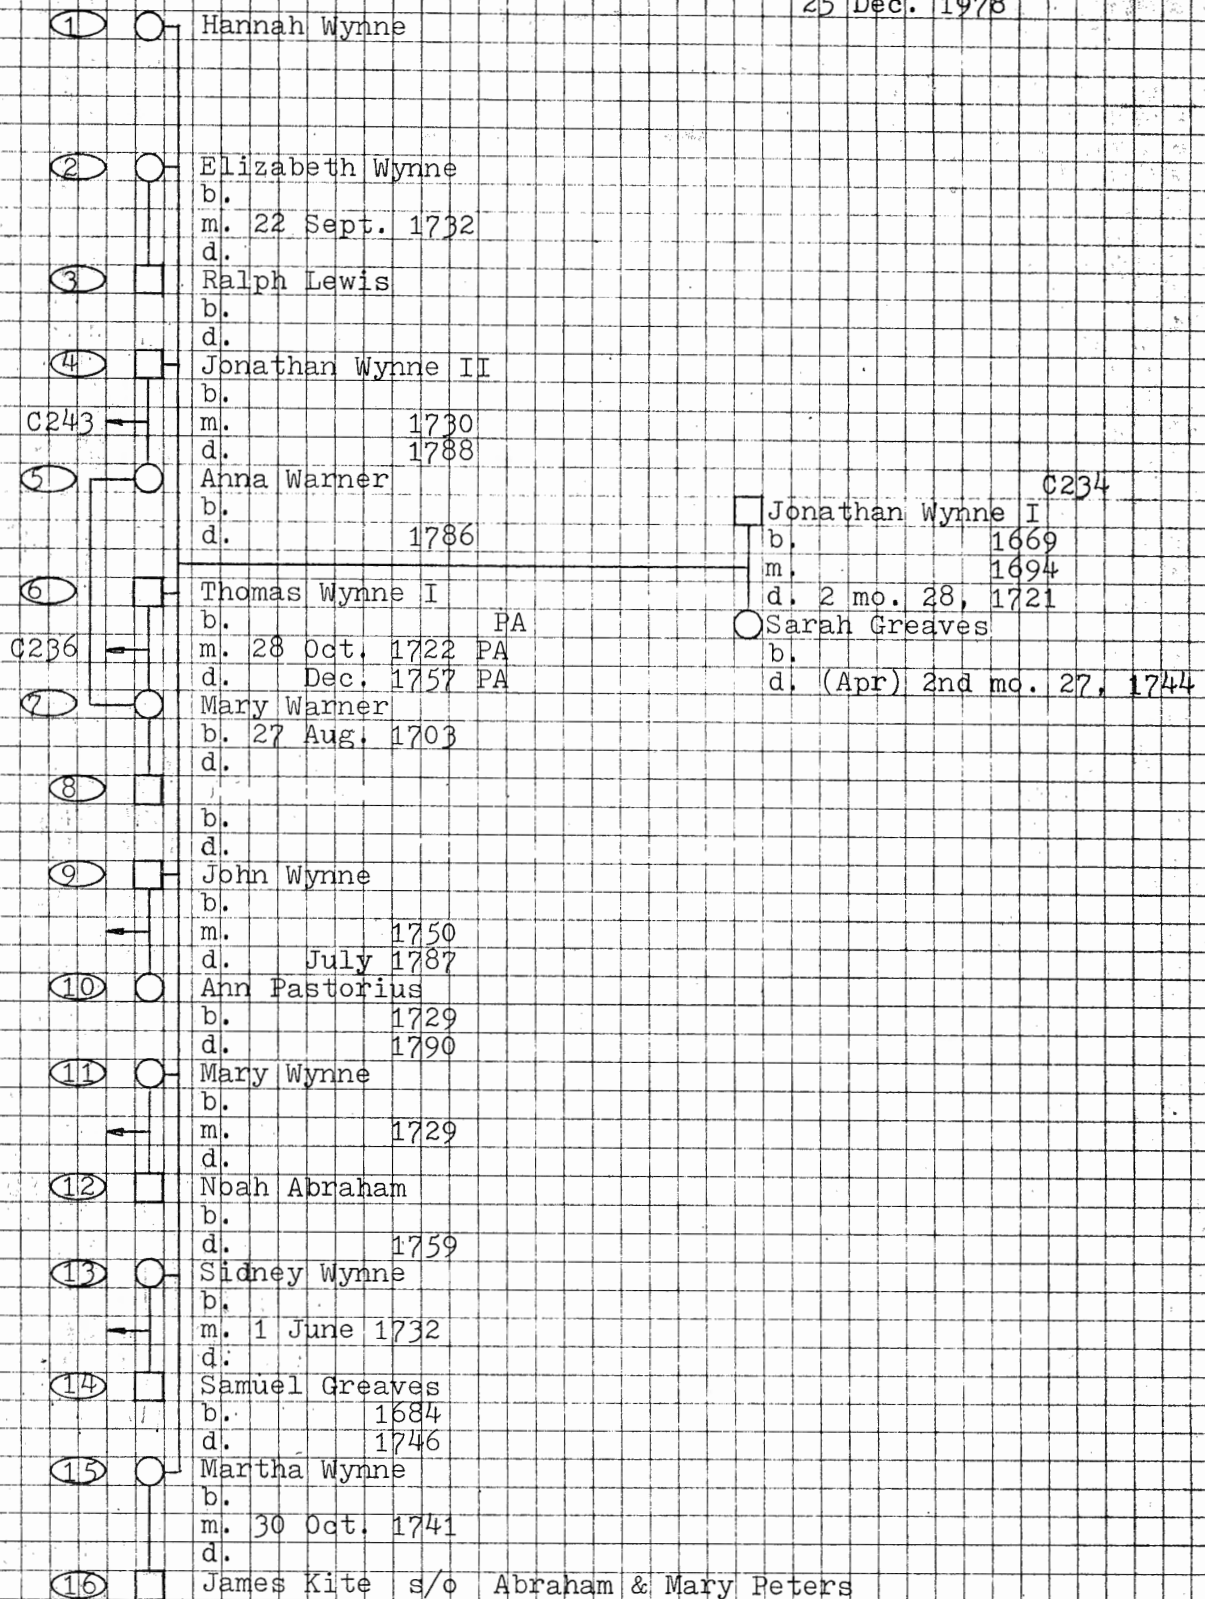 25 Dec. 1978
1 Hannah Wynne
2 Elizabeth Wynne
b.
m. 22 Sept. 1732
d.
3 Ralph Lewis
b.
d.
4 Jonathan Wynne II
b.
C243 m. 1730
d. 1788
5 Anna Warner
b.
d. 1786
C234
Jonathan Wynne I
b. 1669
m. 1694
d. 2 mo. 28, 1721
Sarah Greaves
b.
d. (Apr) 2nd mo. 27, 1744
6 Thomas Wynne I
b. PA
C236 m. 28 Oct. 1722 PA
d. Dec. 1757 PA
7 Mary Warner
b. 27 Aug. 1703
d.
8
b.
d.
9 John Wynne
b.
m. 1750
d. July 1787
10 Ann Pastorius
b. 1729
d. 1790
11 Mary Wynne
b.
m. 1729
d.
12 Noah Abraham
b.
d. 1759
13 Sidney Wynne
b.
m. 1 June 1732
d.
14 Samuel Greaves
b. 1684
d. 1746
15 Martha Wynne
b.
m. 30 Oct. 1741
d.
16 James Kite s/o Abraham & Mary Peters